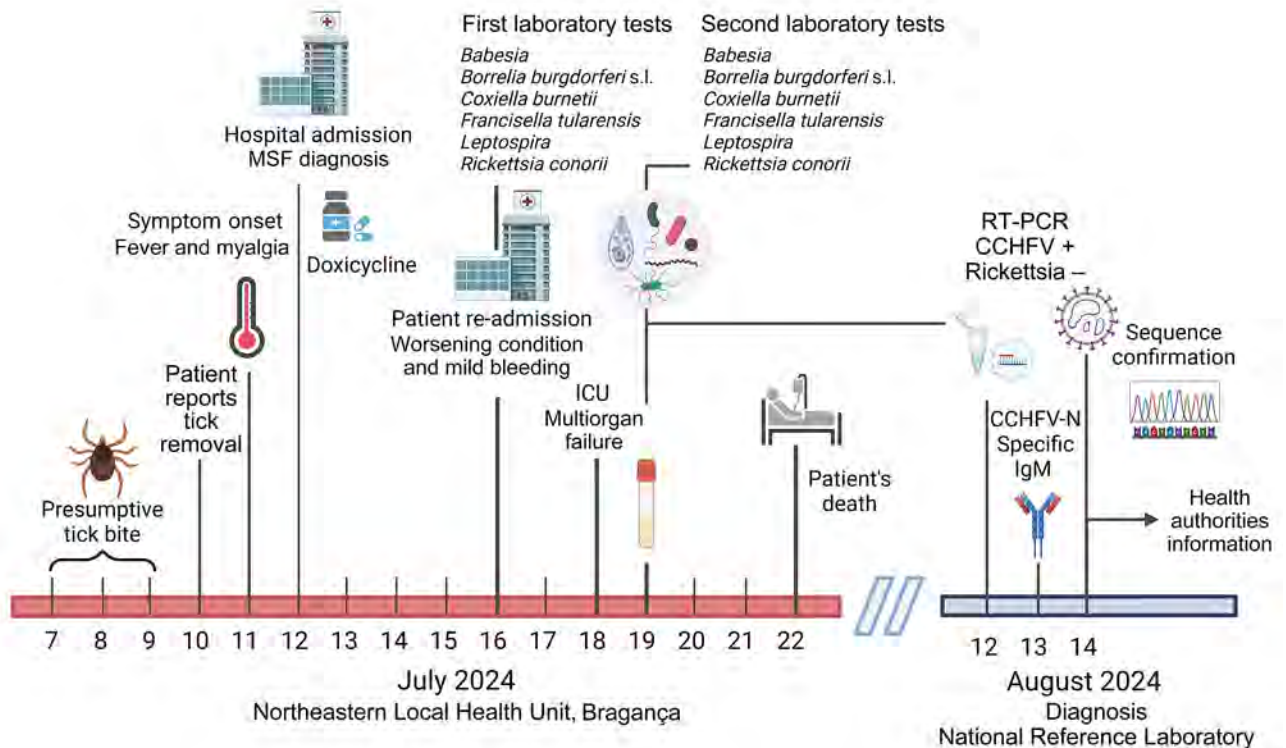 First laboratory tests
Babesia
Borrelia burgdorferi s.l.
Coxiella burnetii
Francisella tularensis
Leptospira
Rickettsia conorii
Second laboratory tests
Babesia
Borrelia burgdorferi s.l.
Coxiella burnetii
Francisella tularensis
Leptospira
Rickettsia conorii
Hospital admission
MSF diagnosis
Symptom onset
Fever and myalgia
Doxicycline
Patient
reports
tick
removal
Presumptive
tick bite
Patient re-admission
Worsening condition
and mild bleeding
ICU
Multiorgan
failure
Patient's
death
RT-PCR
CCHFV +
Rickettsia –
Sequence
confirmation
CCHFV-N
Specific
IgM
Health
authorities
information
7 8 9 10 11 12 13 14 15 16 17 18 19 20 21 22
12 13 14
July 2024
Northeastern Local Health Unit, Bragança
August 2024
Diagnosis
National Reference Laboratory